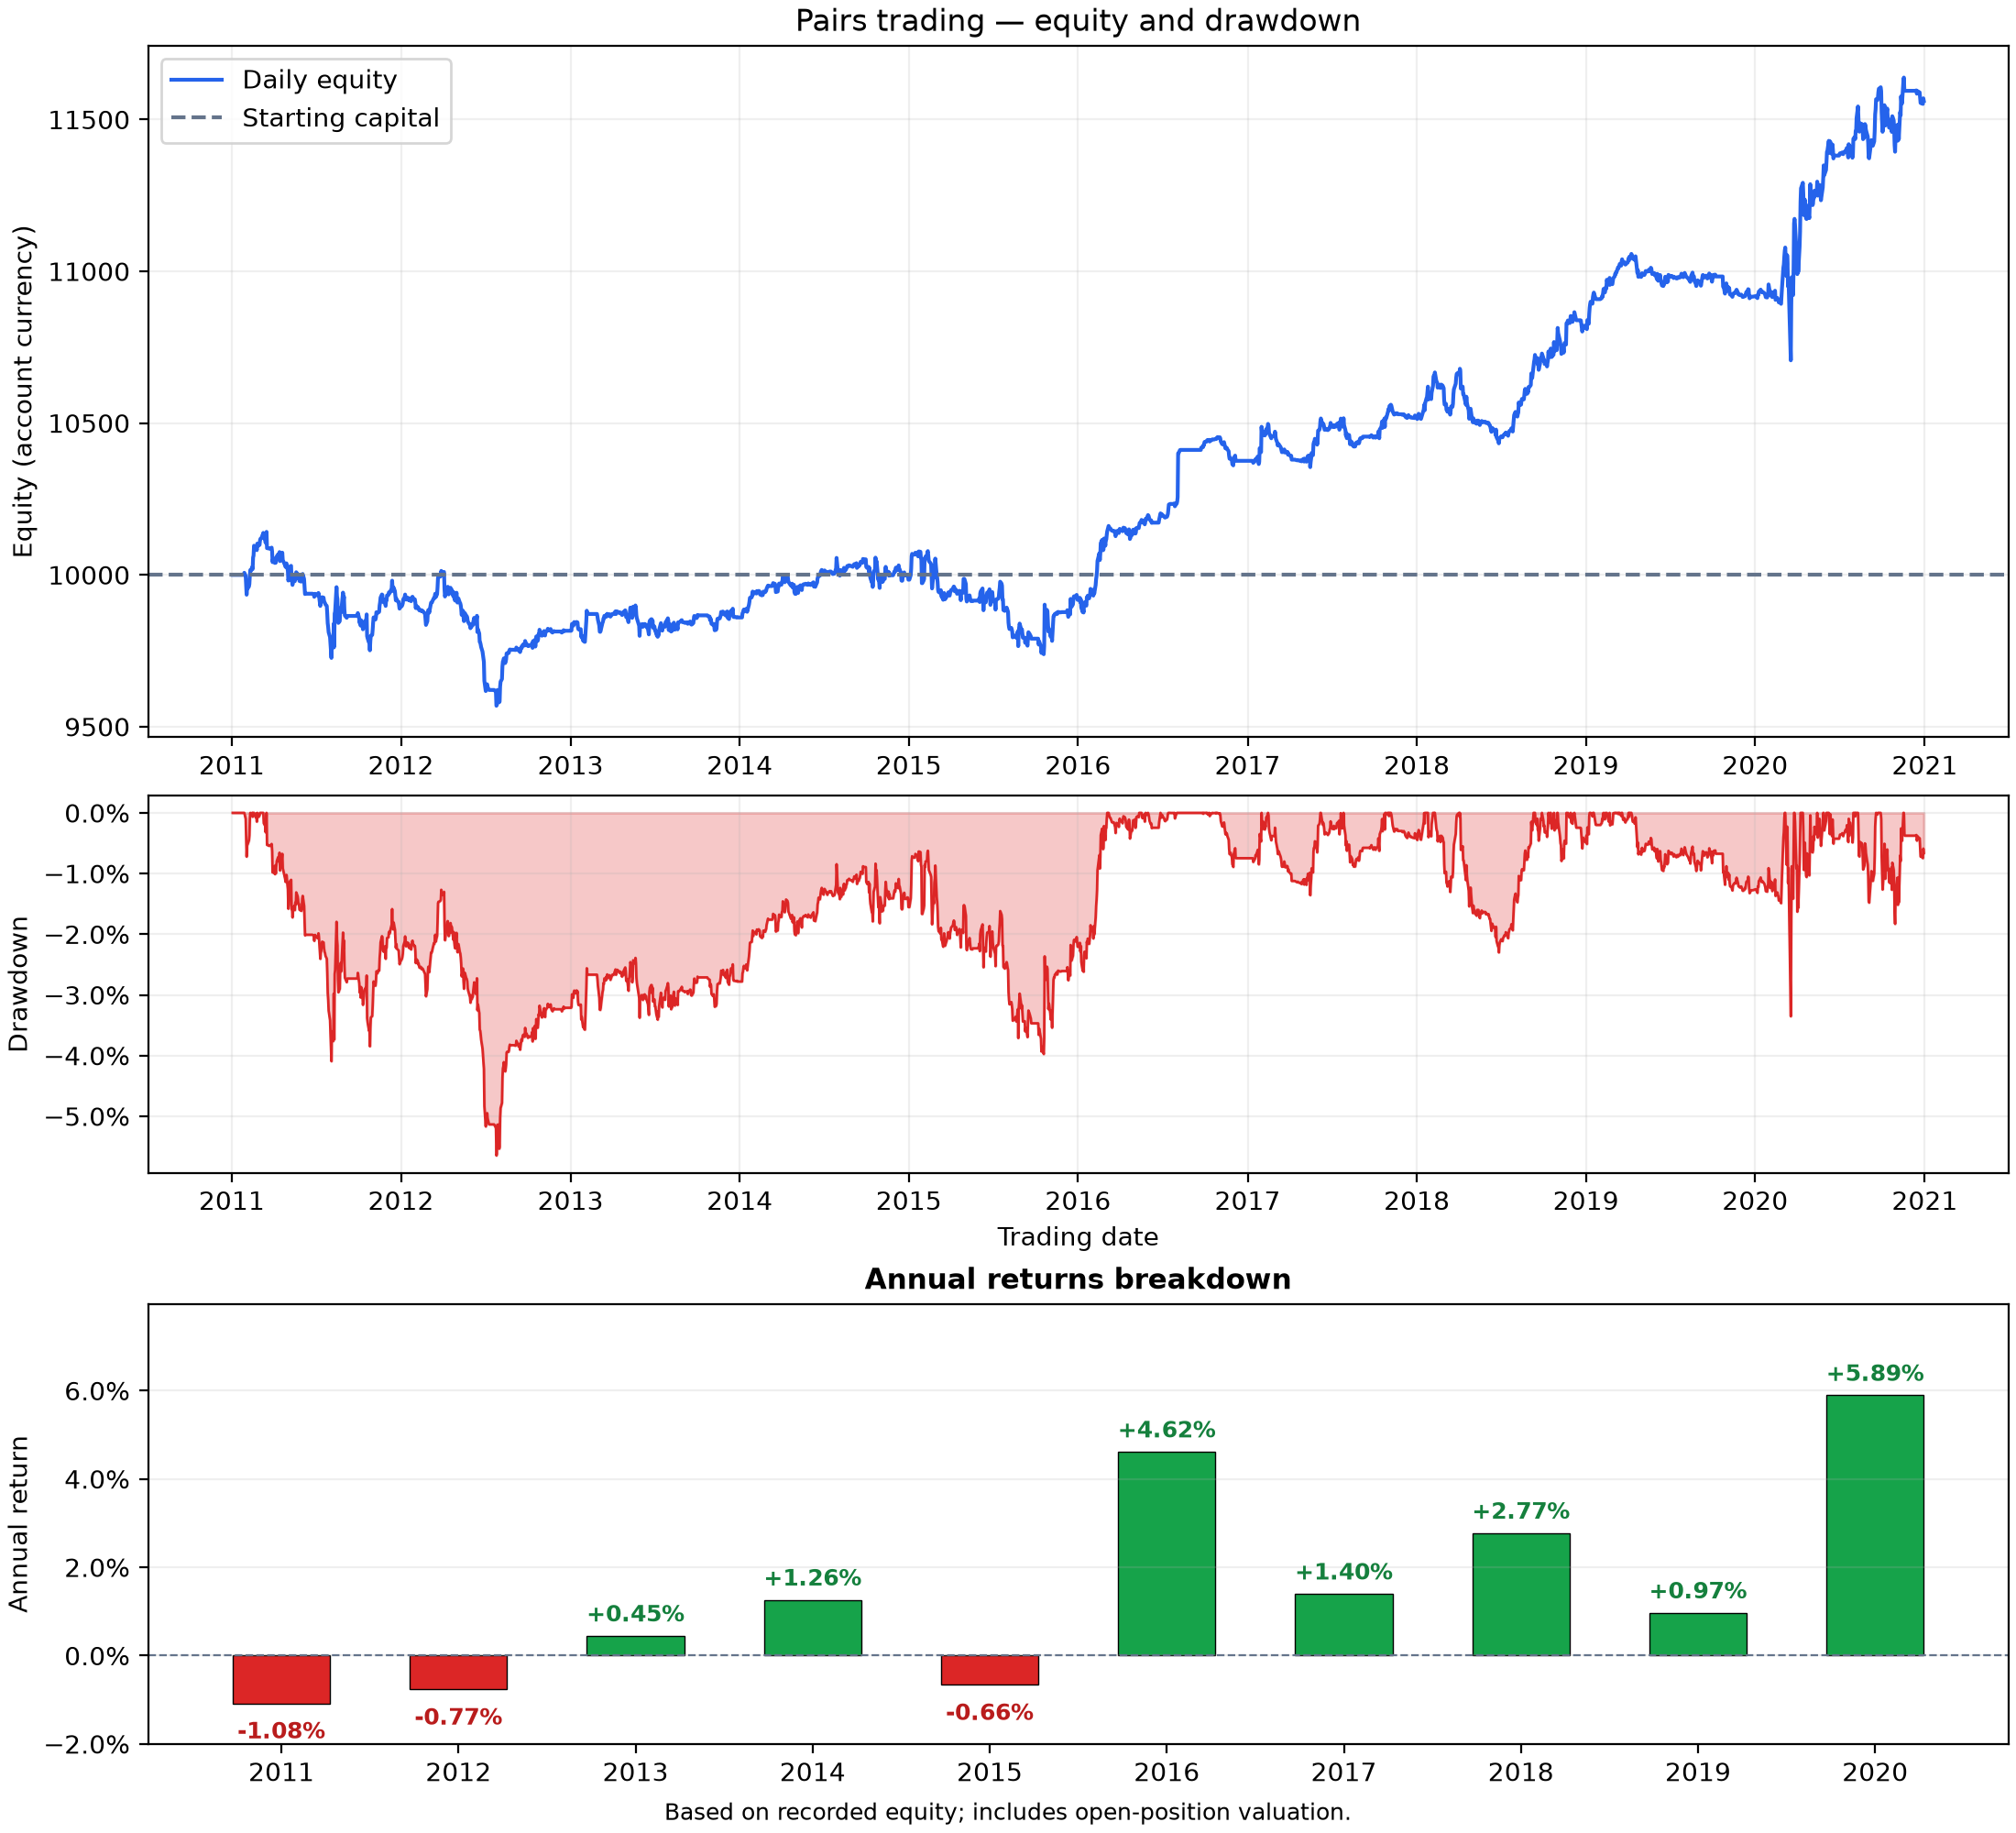 Pairs trading — equity and drawdown
Daily equity
Starting capital
Equity (account currency)
11500
11000
10500
10000
9500
2011 2012 2013 2014 2015 2016 2017 2018 2019 2020 2021
Drawdown
0.0%
−1.0%
−2.0%
−3.0%
−4.0%
−5.0%
2011 2012 2013 2014 2015 2016 2017 2018 2019 2020 2021
Trading date
Annual returns breakdown
Annual return
6.0%
4.0%
2.0%
0.0%
−2.0%
-1.08%
-0.77%
+0.45%
+1.26%
-0.66%
+4.62%
+1.40%
+2.77%
+0.97%
+5.89%
2011 2012 2013 2014 2015 2016 2017 2018 2019 2020
Based on recorded equity; includes open-position valuation.